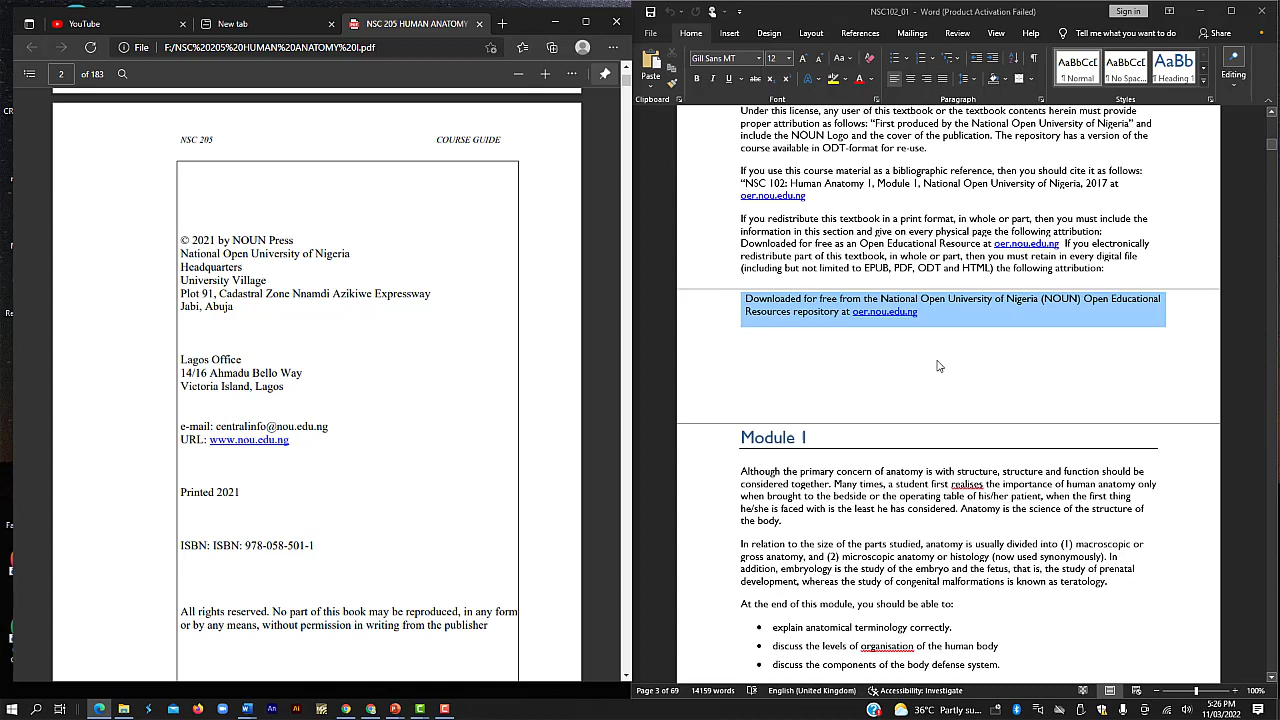 YouTube
New tab
NSC 205 HUMAN ANATOMY
File
F:/NSC%20205%20HUMAN%20ANATOMY%20I.pdf
2 of 183
NSC 205
COURSE GUIDE
© 2021 by NOUN Press
National Open University of Nigeria
Headquarters
University Village
Plot 91, Cadastral Zone Nnamdi Azikiwe Expressway
Jabi, Abuja
Lagos Office
14/16 Ahmadu Bello Way
Victoria Island, Lagos
e-mail: centralinfo@nou.edu.ng
URL: www.nou.edu.ng
Printed 2021
ISBN: ISBN: 978-058-501-1
All rights reserved. No part of this book may be reproduced, in any form
or by any means, without permission in writing from the publisher
NSC102_01 - Word (Product Activation Failed)
Sign in
File Home Insert Design Layout References Mailings Review View Tell me what you want to do Share
Paste
Gill Sans MT 12
AaBbCcI AaBbCcI AaBb
¶ Normal ¶ No Spac... ¶ Heading 1
Editing
Clipboard Font Paragraph Styles
Under this license, any user of this textbook or the textbook contents herein must provide
proper attribution as follows: “First produced by the National Open University of Nigeria” and
include the NOUN Logo and the cover of the publication. The repository has a version of the
course available in ODT-format for re-use.
If you use this course material as a bibliographic reference, then you should cite it as follows:
“NSC 102: Human Anatomy 1, Module 1, National Open University of Nigeria, 2017 at
oer.nou.edu.ng
If you redistribute this textbook in a print format, in whole or part, then you must include the
information in this section and give on every physical page the following attribution:
Downloaded for free as an Open Educational Resource at oer.nou.edu.ng If you electronically
redistribute part of this textbook, in whole or part, then you must retain in every digital file
(including but not limited to EPUB, PDF, ODT and HTML) the following attribution:
Downloaded for free from the National Open University of Nigeria (NOUN) Open Educational
Resources repository at oer.nou.edu.ng
Module 1
Although the primary concern of anatomy is with structure, structure and function should be
considered together. Many times, a student first realises the importance of human anatomy only
when brought to the bedside or the operating table of his/her patient, when the first thing
he/she is faced with is the least he has considered. Anatomy is the science of the structure of
the body.
In relation to the size of the parts studied, anatomy is usually divided into (1) macroscopic or
gross anatomy, and (2) microscopic anatomy or histology (now used synonymously). In
addition, embryology is the study of the embryo and the fetus, that is, the study of prenatal
development, whereas the study of congenital malformations is known as teratology.
At the end of this module, you should be able to:
• explain anatomical terminology correctly.
• discuss the levels of organisation of the human body
• discuss the components of the body defense system.
Page 3 of 69 14159 words English (United Kingdom) Accessibility: Investigate 100%
36°C Partly su...
5:26 PM
11/03/2022